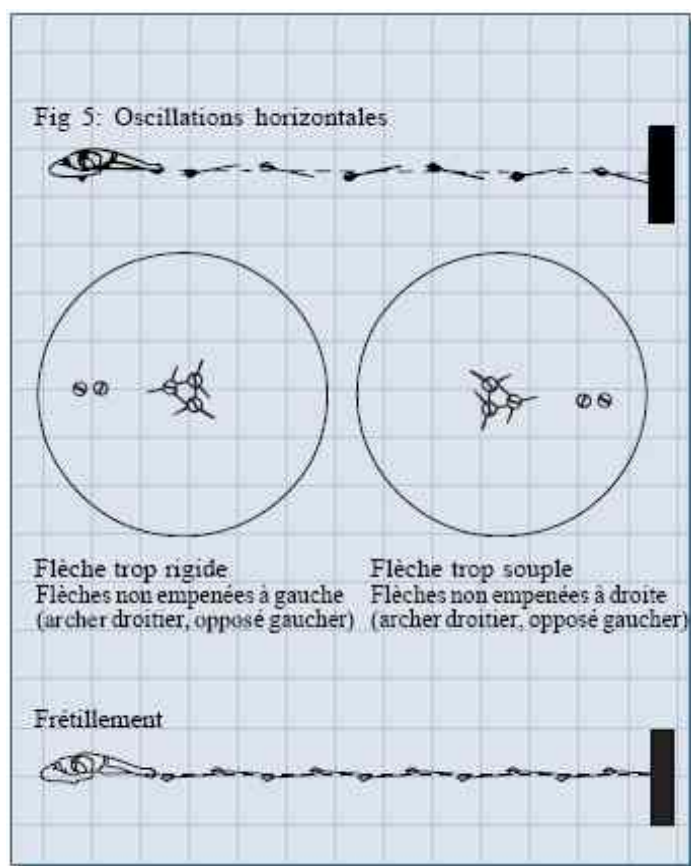 Fig 5: Oscillations horizontales
Flèche trop rigide
Flèches non empenées à gauche
(archer droitier, opposé gaucher)
Flèche trop souple
Flèches non empenées à droite
(archer droitier, opposé gaucher)
Frétillement